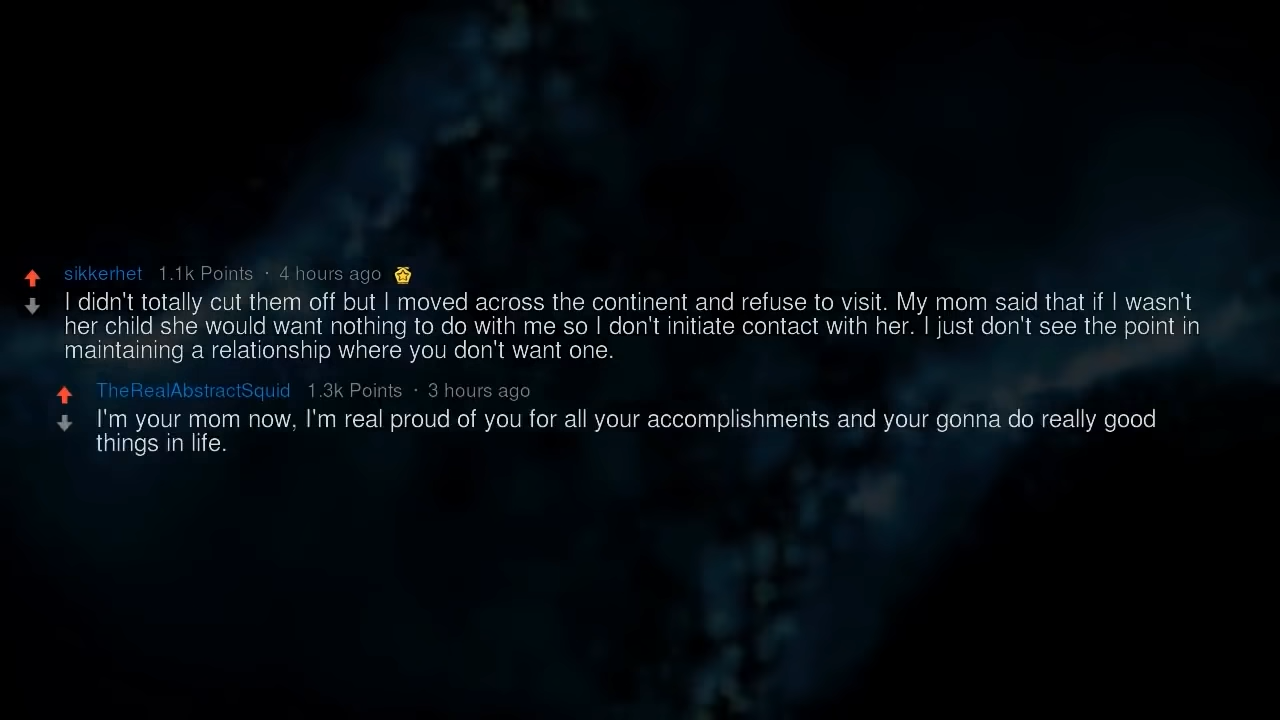 sikkerhet 1.1k Points · 4 hours ago
I didn't totally cut them off but I moved across the continent and refuse to visit. My mom said that if I wasn't
her child she would want nothing to do with me so I don't initiate contact with her. I just don't see the point in
maintaining a relationship where you don't want one.
TheRealAbstractSquid 1.3k Points · 3 hours ago
I'm your mom now, I'm real proud of you for all your accomplishments and your gonna do really good
things in life.